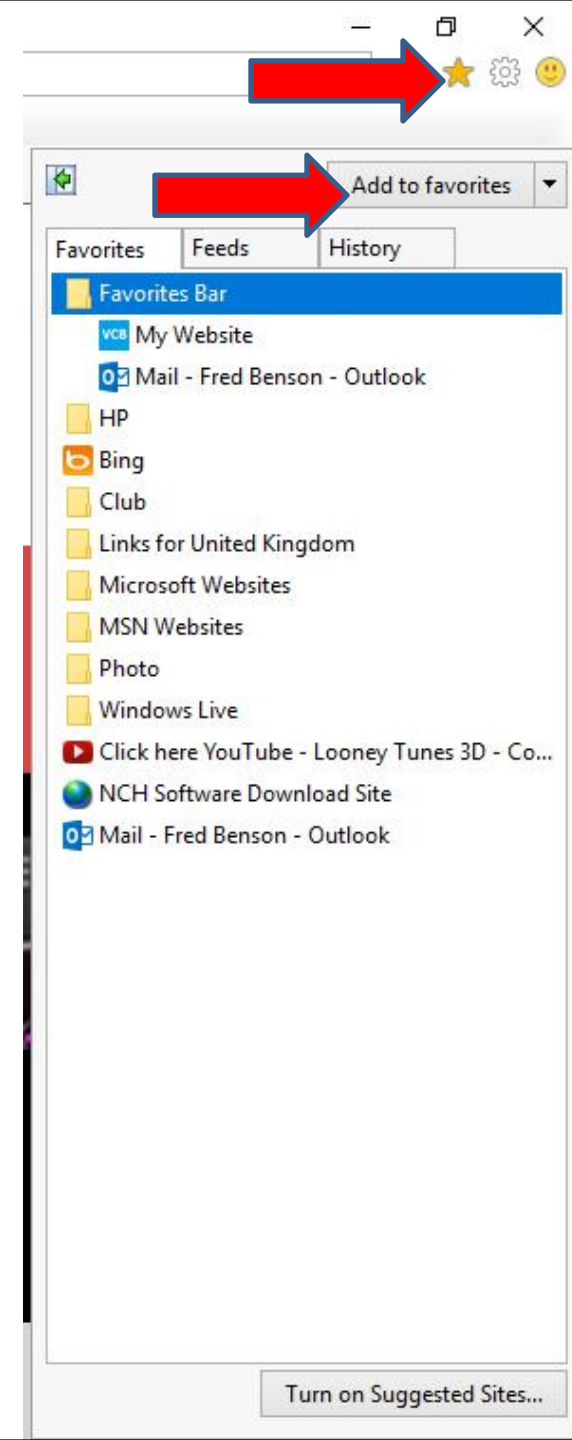 Add to favorites
Favorites Feeds History
Favorites Bar
VCB My Website
Mail - Fred Benson - Outlook
HP
Bing
Club
Links for United Kingdom
Microsoft Websites
MSN Websites
Photo
Windows Live
Click here YouTube - Looney Tunes 3D - Co...
NCH Software Download Site
Mail - Fred Benson - Outlook
Turn on Suggested Sites...